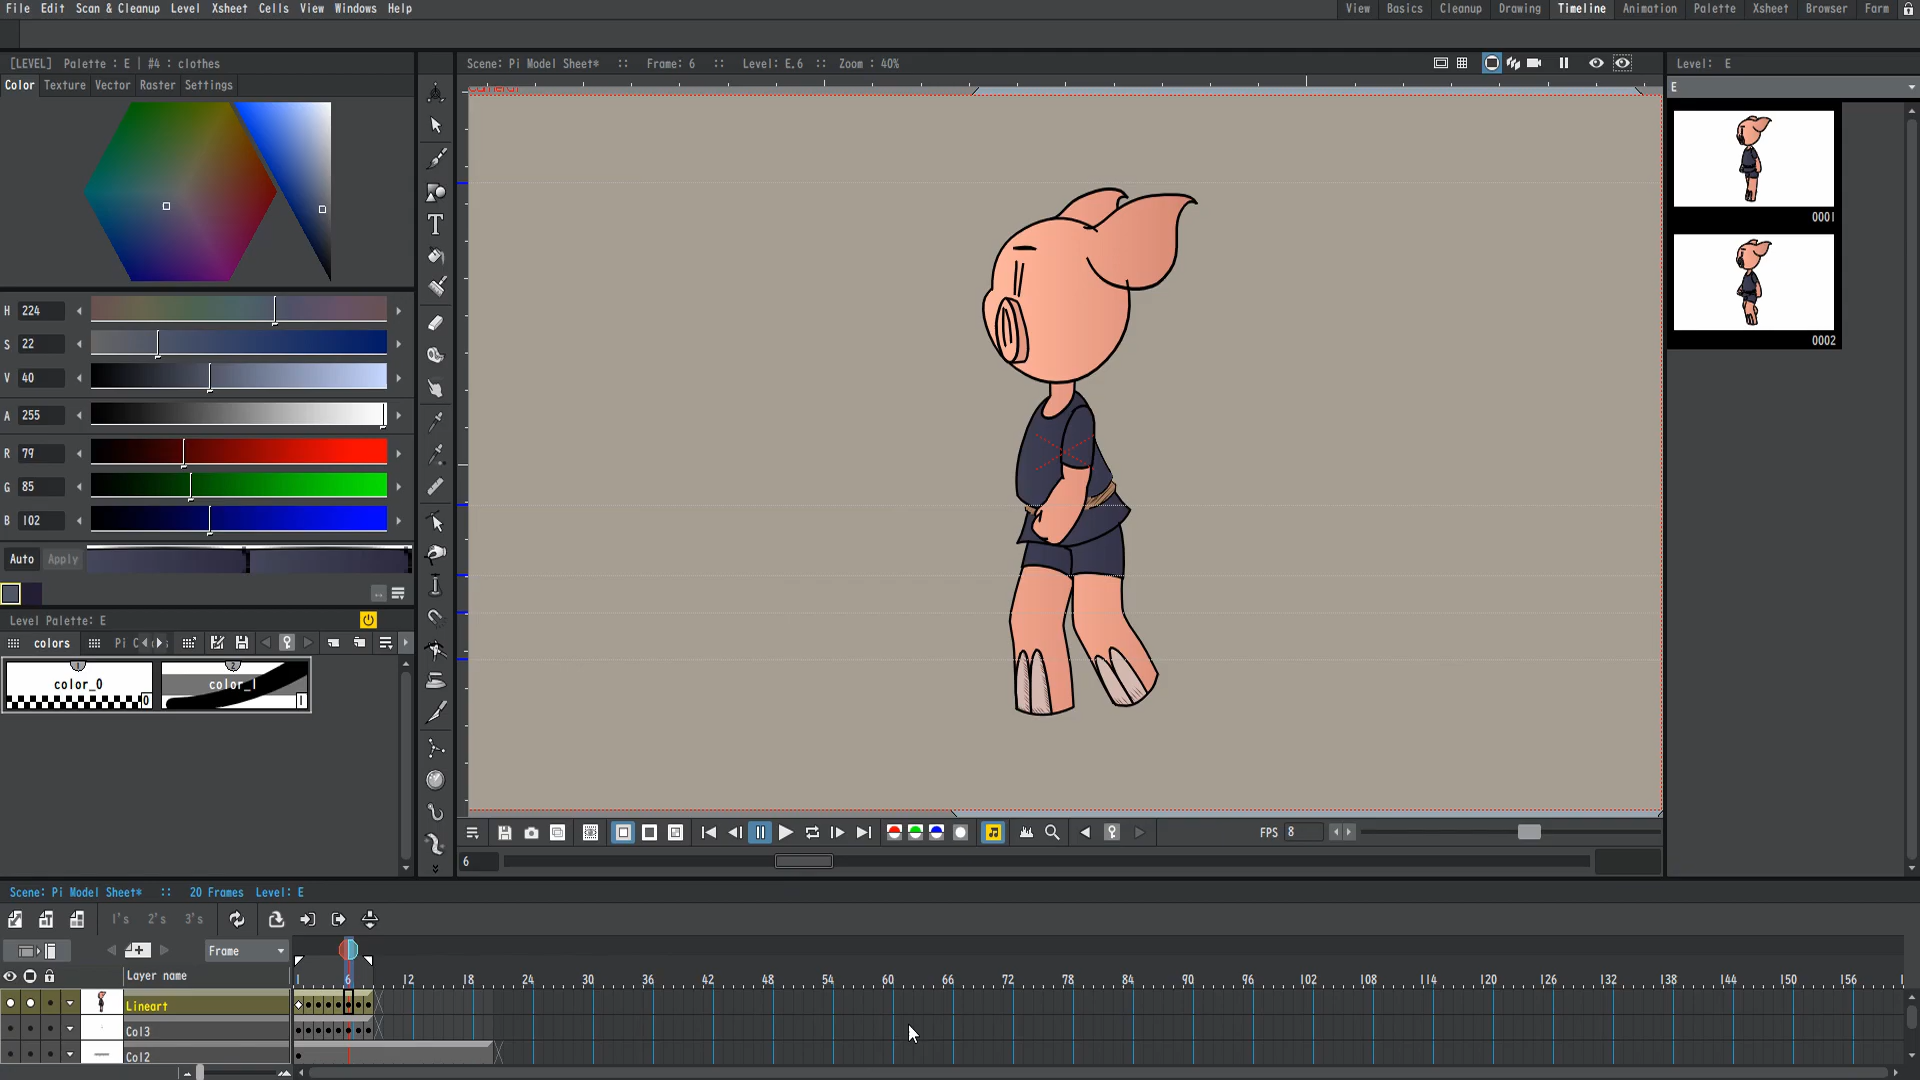 File Edit Scan & Cleanup Level Xsheet Cells View Windows Help
View Basics Cleanup Drawing Timeline Animation Palette Xsheet Browser Farm
[LEVEL] Palette : E | #4 : clothes
Scene: Pi Model Sheet* :: Frame: 6 :: Level: E.6 :: Zoom : 40%
Level: E
Color Texture Vector Raster Settings
E
H 224
S 22
V 40
A 255
R 79
G 85
B 102
0001
0002
Auto Apply
Level Palette: E
colors Pi C
1 2
color_0 color_1
0 1
FPS 8
6
Scene: Pi Model Sheet* :: 20 Frames Level: E
1's 2's 3's
Frame
Layer name
1 6 12 18 24 30 36 42 48 54 60 66 72 78 84 90 96 102 108 114 120 126 132 138 144 150 156
Lineart
Col3
Col2